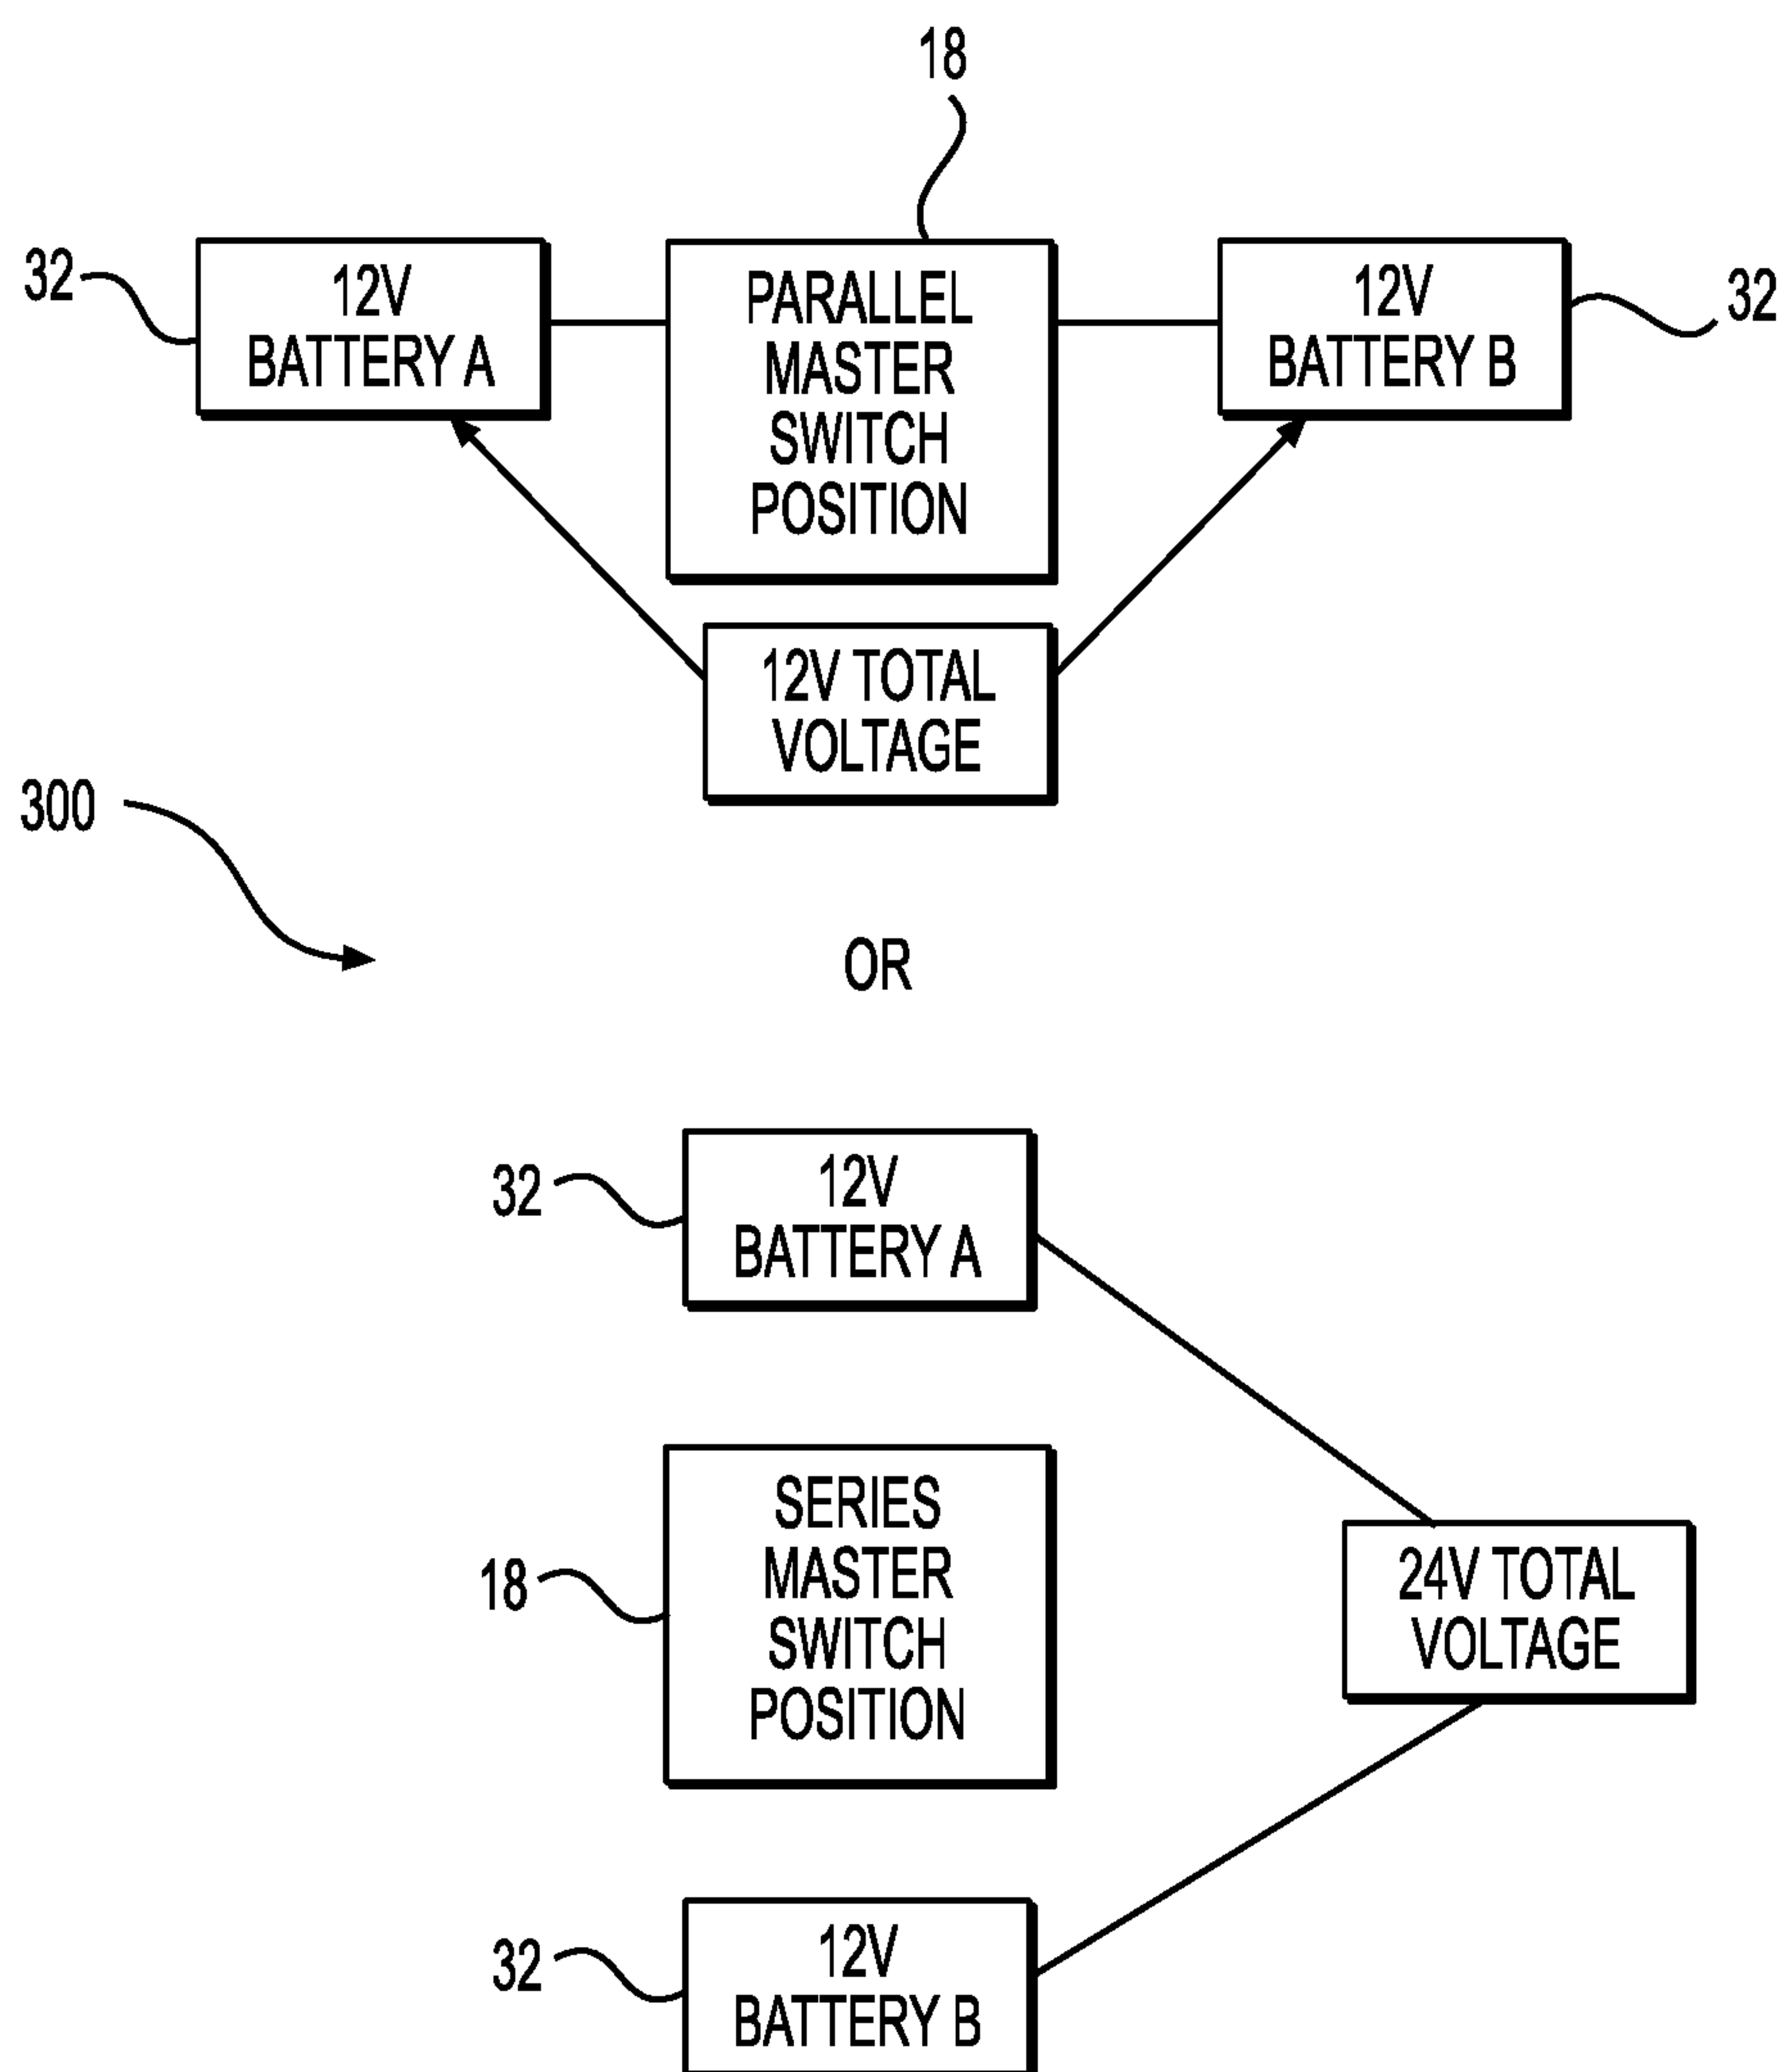 18
32
12V
BATTERY A
PARALLEL
MASTER
SWITCH
POSITION
12V
BATTERY B
32
12V TOTAL
VOLTAGE
300
OR
32
12V
BATTERY A
18
SERIES
MASTER
SWITCH
POSITION
24V TOTAL
VOLTAGE
32
12V
BATTERY B